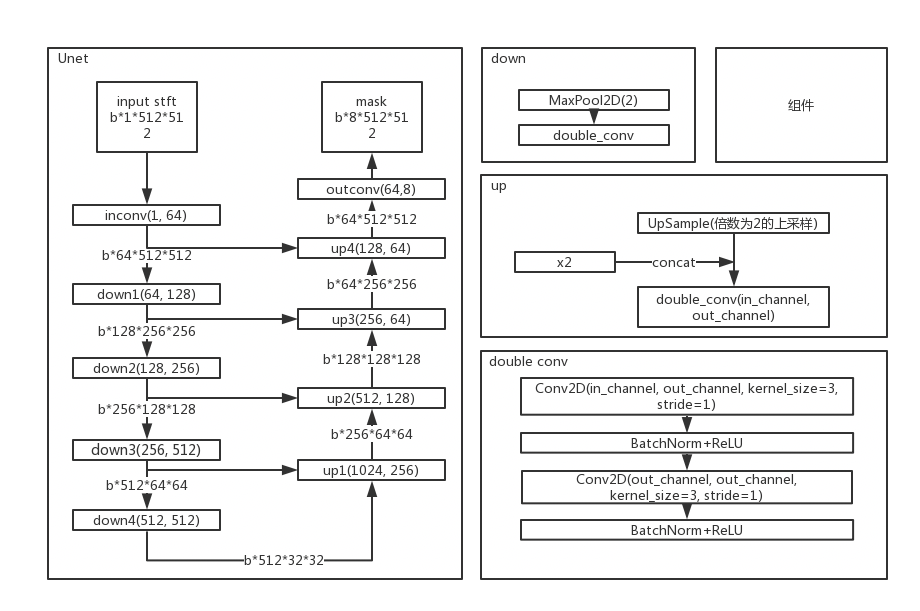 Unet
input stft
b*1*512*51
2
inconv(1, 64)
b*64*512*512
down1(64, 128)
b*128*256*256
down2(128, 256)
b*256*128*128
down3(256, 512)
b*512*64*64
down4(512, 512)
b*512*32*32
mask
b*8*512*51
2
outconv(64,8)
b*64*512*512
up4(128, 64)
b*64*256*256
up3(256, 64)
b*128*128*128
up2(512, 128)
b*256*64*64
up1(1024, 256)
down
MaxPool2D(2)
double_conv
组件
up
UpSample(倍数为2的上采样)
x2
concat
double_conv(in_channel,
out_channel)
double conv
Conv2D(in_channel, out_channel, kernel_size=3,
stride=1)
BatchNorm+ReLU
Conv2D(out_channel, out_channel,
kernel_size=3, stride=1)
BatchNorm+ReLU